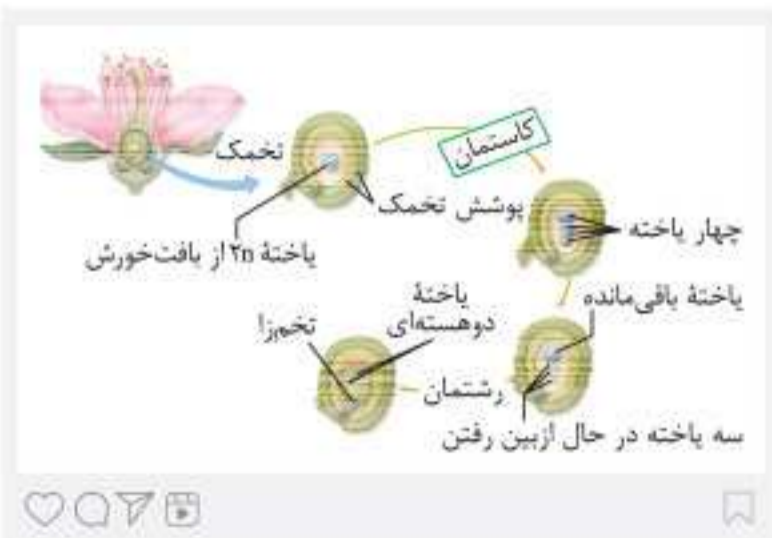 کاستمان
تخمک
پوشش تخمک
یاختهٔ ۲n از بافت‌خورش
چهار یاخته
یاختهٔ باقی‌مانده
سه یاخته در حال ازبین رفتن
رشتمان
یاختهٔ
دوهسته‌ای
تخم‌زا